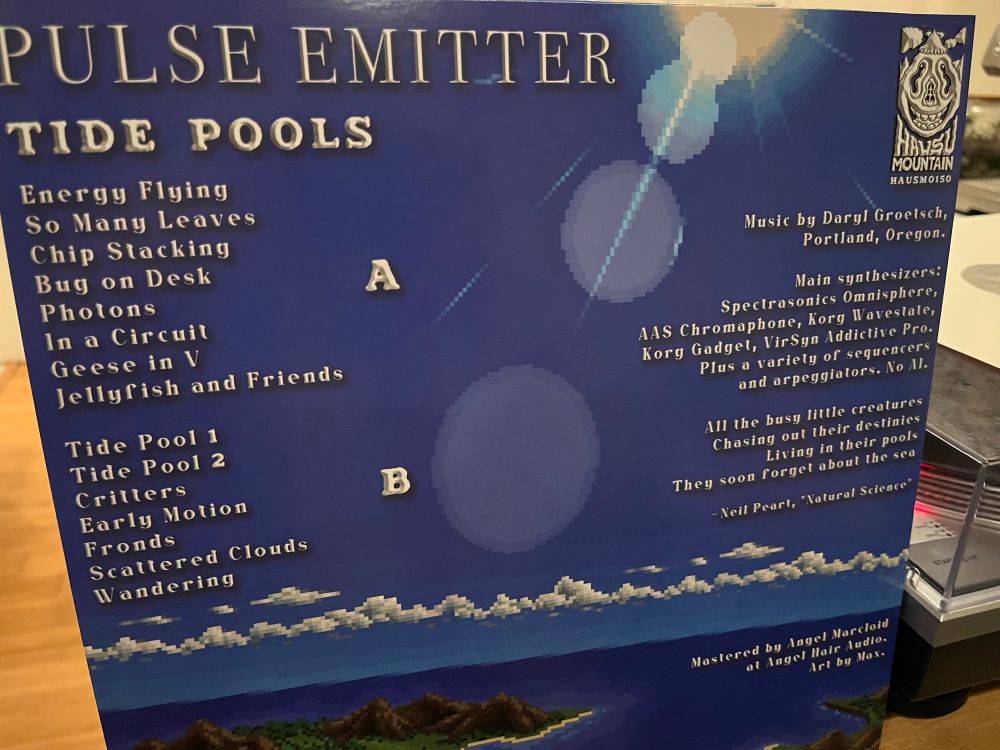 PULSE EMITTER
TIDE POOLS
Energy Flying
So Many Leaves
Chip Stacking
Bug on Desk
Photons
In a Circuit
Geese in V
Jellyfish and Friends
A
Tide Pool 1
Tide Pool 2
Critters
Early Motion
Fronds
Scattered Clouds
Wandering
B
HAUSU
MOUNTAIN
HAUSMO150
Music by Daryl Groetsch,
Portland, Oregon.
Main synthesizers:
Spectrasonics Omnisphere,
AAS Chromaphone, Korg Wavestate,
Korg Gadget, VirSyn Addictive Pro.
Plus a variety of sequencers
and arpeggiators. No AI.
All the busy little creatures
Chasing out their destinies
Living in their pools
They soon forget about the sea
-Neil Peart, "Natural Science"
Mastered by Angel Marcloid
at Angel Hair Audio.
Art by Max.